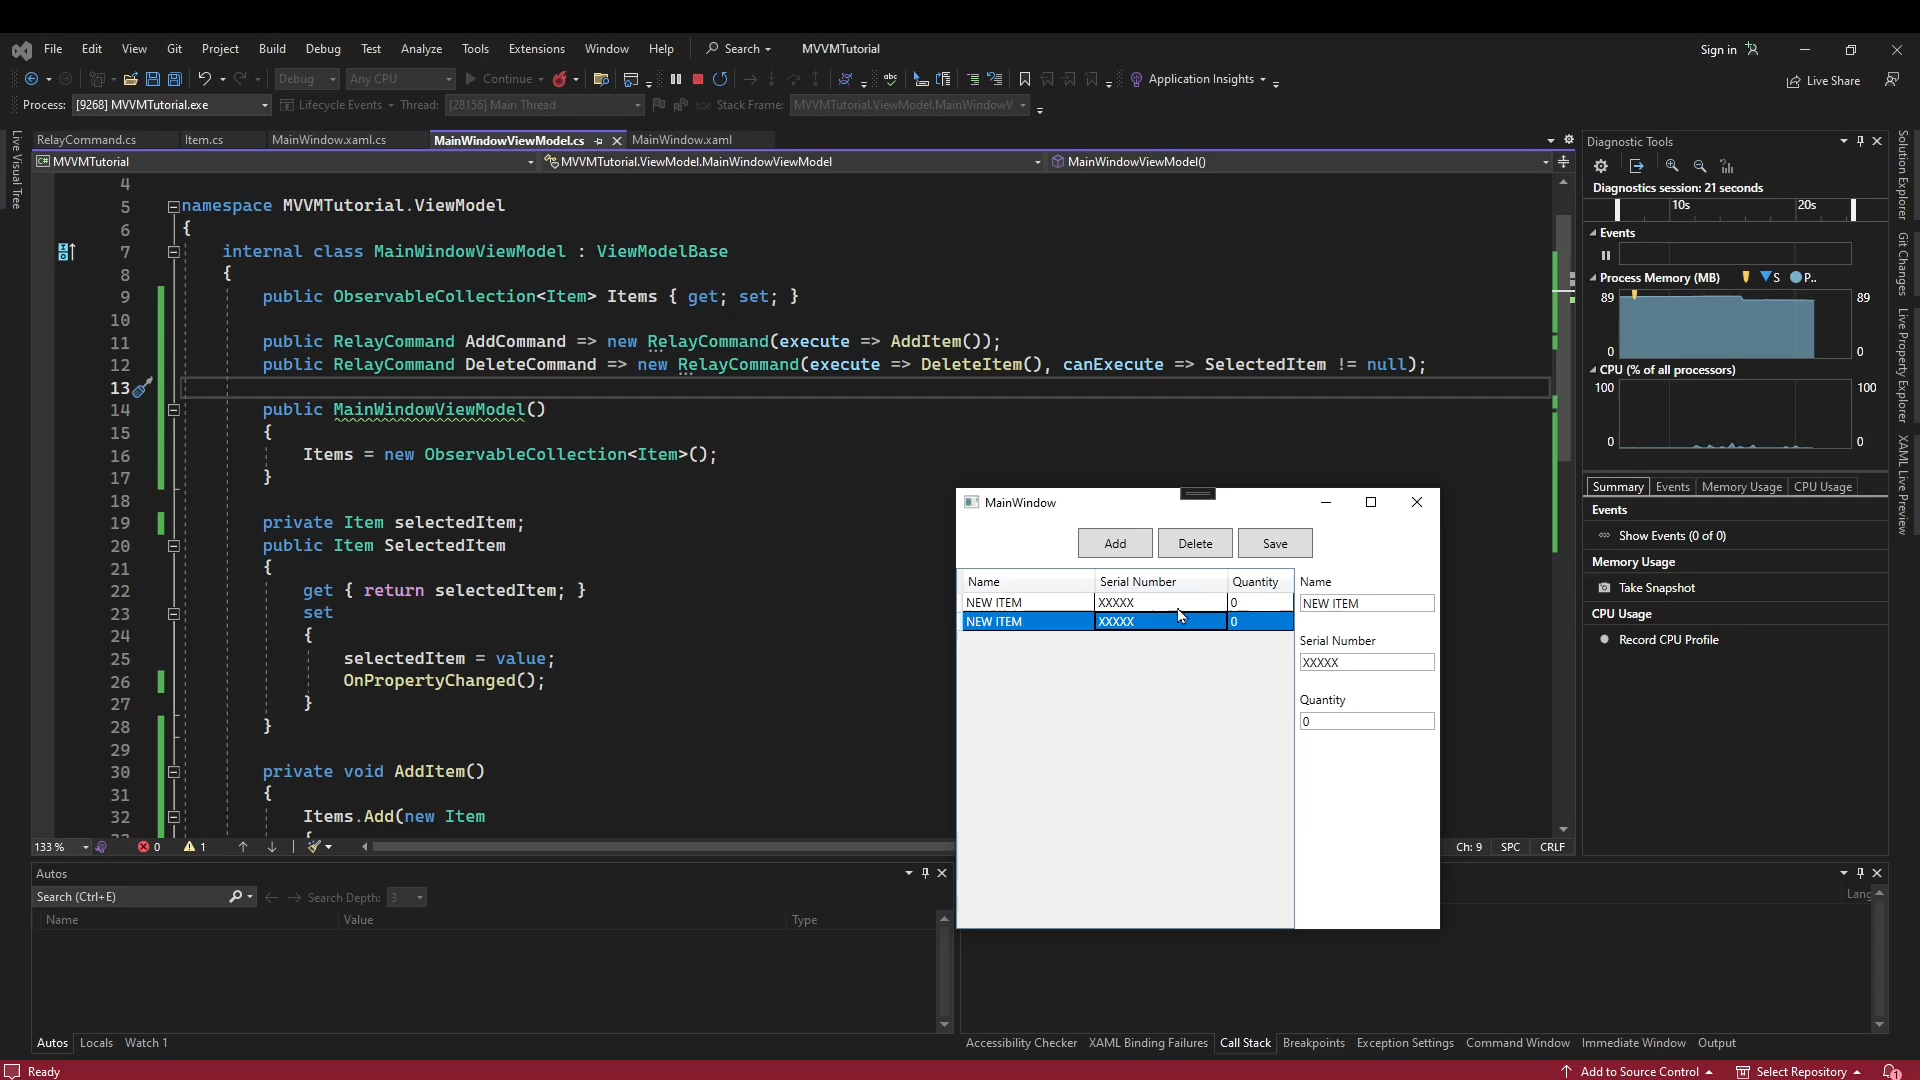 File Edit View Git Project Build Debug Test Analyze Tools Extensions Window Help Search MVVMTutorial Sign in
Debug Any CPU Continue Application Insights Live Share
Process: [9268] MVVMTutorial.exe Lifecycle Events Thread: [28156] Main Thread Stack Frame: MVVMTutorial.ViewModel.MainWindowV
Live Visual Tree
RelayCommand.cs Item.cs MainWindow.xaml.cs MainWindowViewModel.cs MainWindow.xaml
MVVMTutorial MVVMTutorial.ViewModel.MainWindowViewModel MainWindowViewModel()
4
5 namespace MVVMTutorial.ViewModel
6 {
7 internal class MainWindowViewModel : ViewModelBase
8 {
9 public ObservableCollection<Item> Items { get; set; }
10
11 public RelayCommand AddCommand => new RelayCommand(execute => AddItem());
12 public RelayCommand DeleteCommand => new RelayCommand(execute => DeleteItem(), canExecute => SelectedItem != null);
13
14 public MainWindowViewModel()
15 {
16 Items = new ObservableCollection<Item>();
17 }
18
19 private Item selectedItem;
20 public Item SelectedItem
21 {
22 get { return selectedItem; }
23 set
24 {
25 selectedItem = value;
26 OnPropertyChanged();
27 }
28 }
29
30 private void AddItem()
31 {
32 Items.Add(new Item
133 % 0 1 Ch: 9 SPC CRLF
MainWindow
Add Delete Save
Name Serial Number Quantity
NEW ITEM XXXXX 0
NEW ITEM XXXXX 0
Name
NEW ITEM
Serial Number
XXXXX
Quantity
0
Diagnostic Tools
Diagnostics session: 21 seconds
10s 20s
Events
Process Memory (MB) S P..
89 89
0 0
CPU (% of all processors)
100 100
0 0
Summary Events Memory Usage CPU Usage
Events
Show Events (0 of 0)
Memory Usage
Take Snapshot
CPU Usage
Record CPU Profile
Solution Explorer
Git Changes
Live Property Explorer
XAML Live Preview
Autos
Search (Ctrl+E) Search Depth: 3
Name Value Type
Lang
Autos Locals Watch 1
Accessibility Checker XAML Binding Failures Call Stack Breakpoints Exception Settings Command Window Immediate Window Output
Ready Add to Source Control Select Repository 1